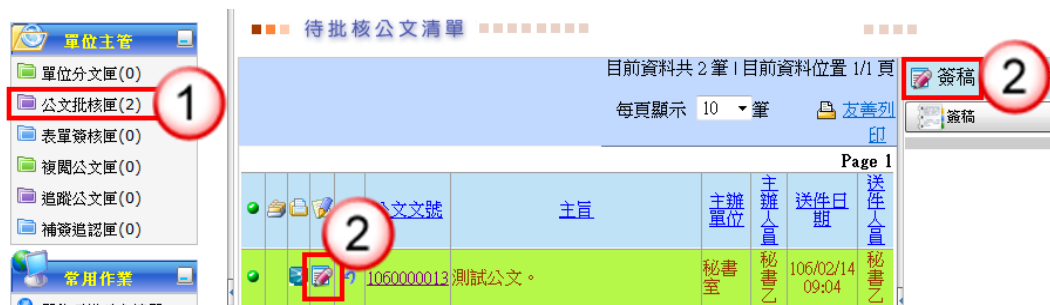 單位主管
單位分文匣(0)
公文批核匣(2)
1
表單簽核匣(0)
複閱公文匣(0)
追蹤公文匣(0)
補簽追認匣(0)
常用作業
待批核公文清單
目前資料共 2 筆 | 目前資料位置 1/1 頁
每頁顯示 10 筆
友善列
印
Page 1
公文文號
主旨
主辦
單位
主
辦
人
員
送件日
期
送
件
人
員
2
1060000013
測試公文。
秘書
室
秘
書
乙
106/02/14
09:04
秘
書
乙
簽稿
2
簽稿